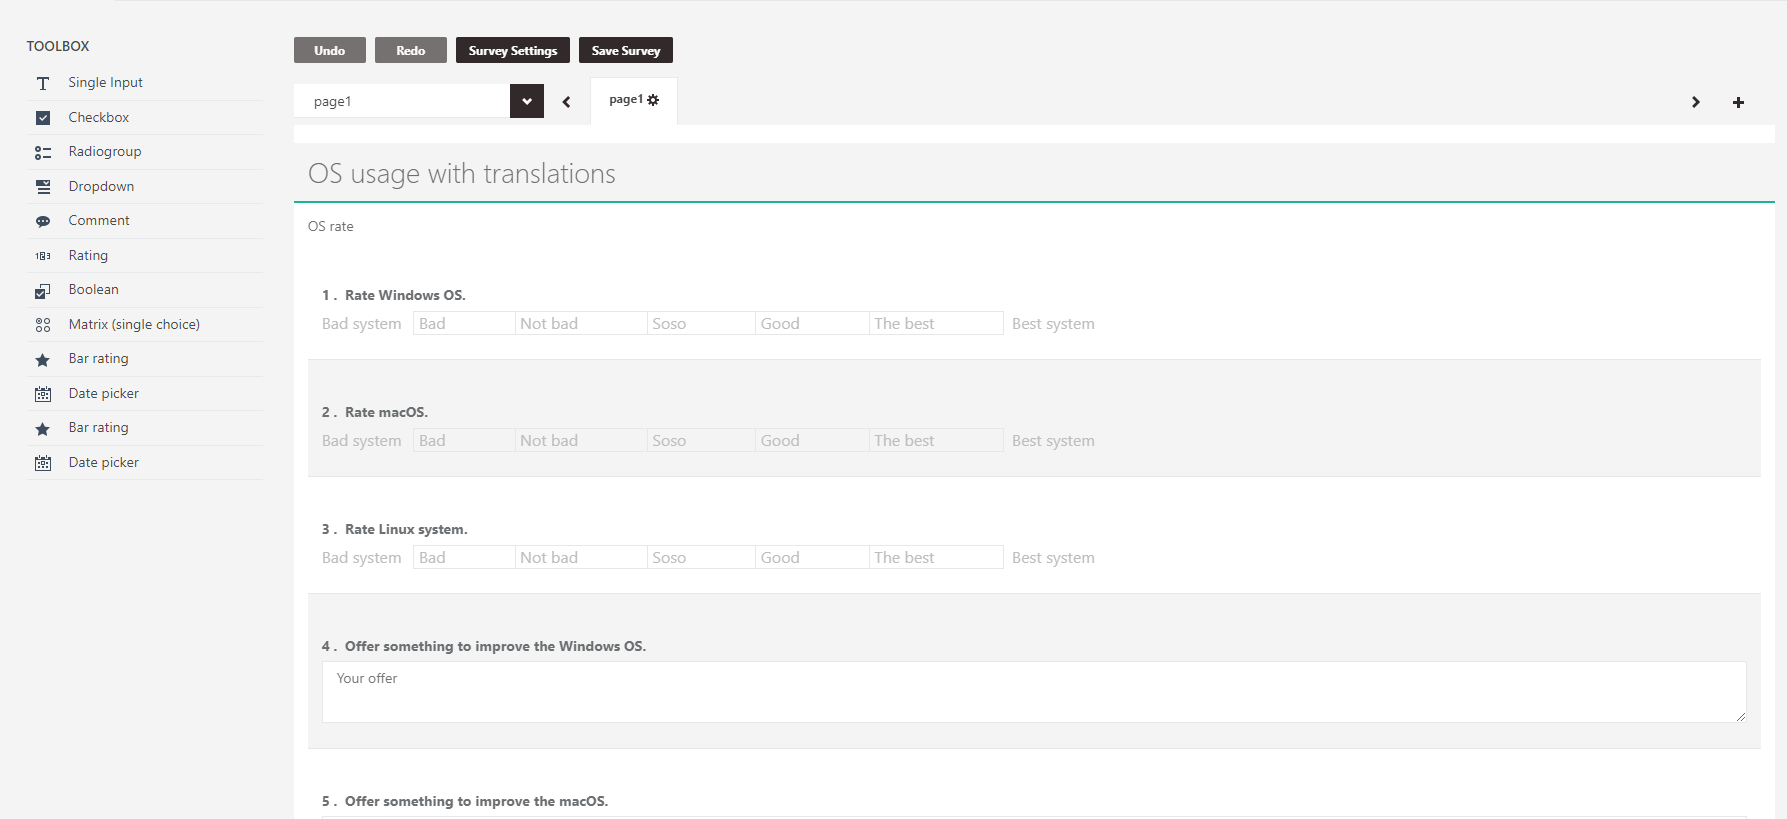 TOOLBOX
Single Input
Checkbox
Radiogroup
Dropdown
Comment
Rating
Boolean
Matrix (single choice)
Bar rating
Date picker
Bar rating
Date picker
Undo Redo Survey Settings Save Survey
page1 page1
OS usage with translations
OS rate
1 . Rate Windows OS.
Bad system Bad Not bad Soso Good The best Best system
2 . Rate macOS.
Bad system Bad Not bad Soso Good The best Best system
3 . Rate Linux system.
Bad system Bad Not bad Soso Good The best Best system
4 . Offer something to improve the Windows OS.
Your offer
5 . Offer something to improve the macOS.